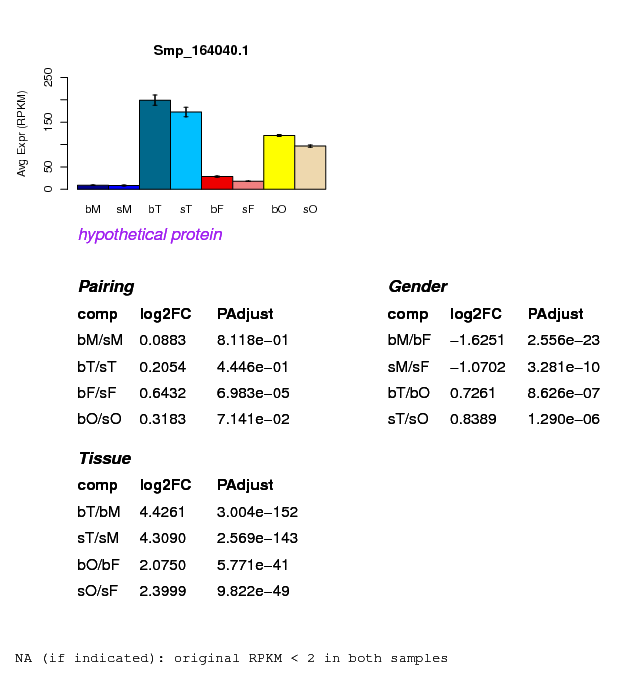 Smp_164040.1
Avg Expr (RPKM)
250
150
50
0
bM sM bT sT bF sF bO sO
hypothetical protein
Pairing
comp log2FC PAdjust
bM/sM 0.0883 8.118e−01
bT/sT 0.2054 4.446e−01
bF/sF 0.6432 6.983e−05
bO/sO 0.3183 7.141e−02
Gender
comp log2FC PAdjust
bM/bF −1.6251 2.556e−23
sM/sF −1.0702 3.281e−10
bT/bO 0.7261 8.626e−07
sT/sO 0.8389 1.290e−06
Tissue
comp log2FC PAdjust
bT/bM 4.4261 3.004e−152
sT/sM 4.3090 2.569e−143
bO/bF 2.0750 5.771e−41
sO/sF 2.3999 9.822e−49
NA (if indicated): original RPKM < 2 in both samples